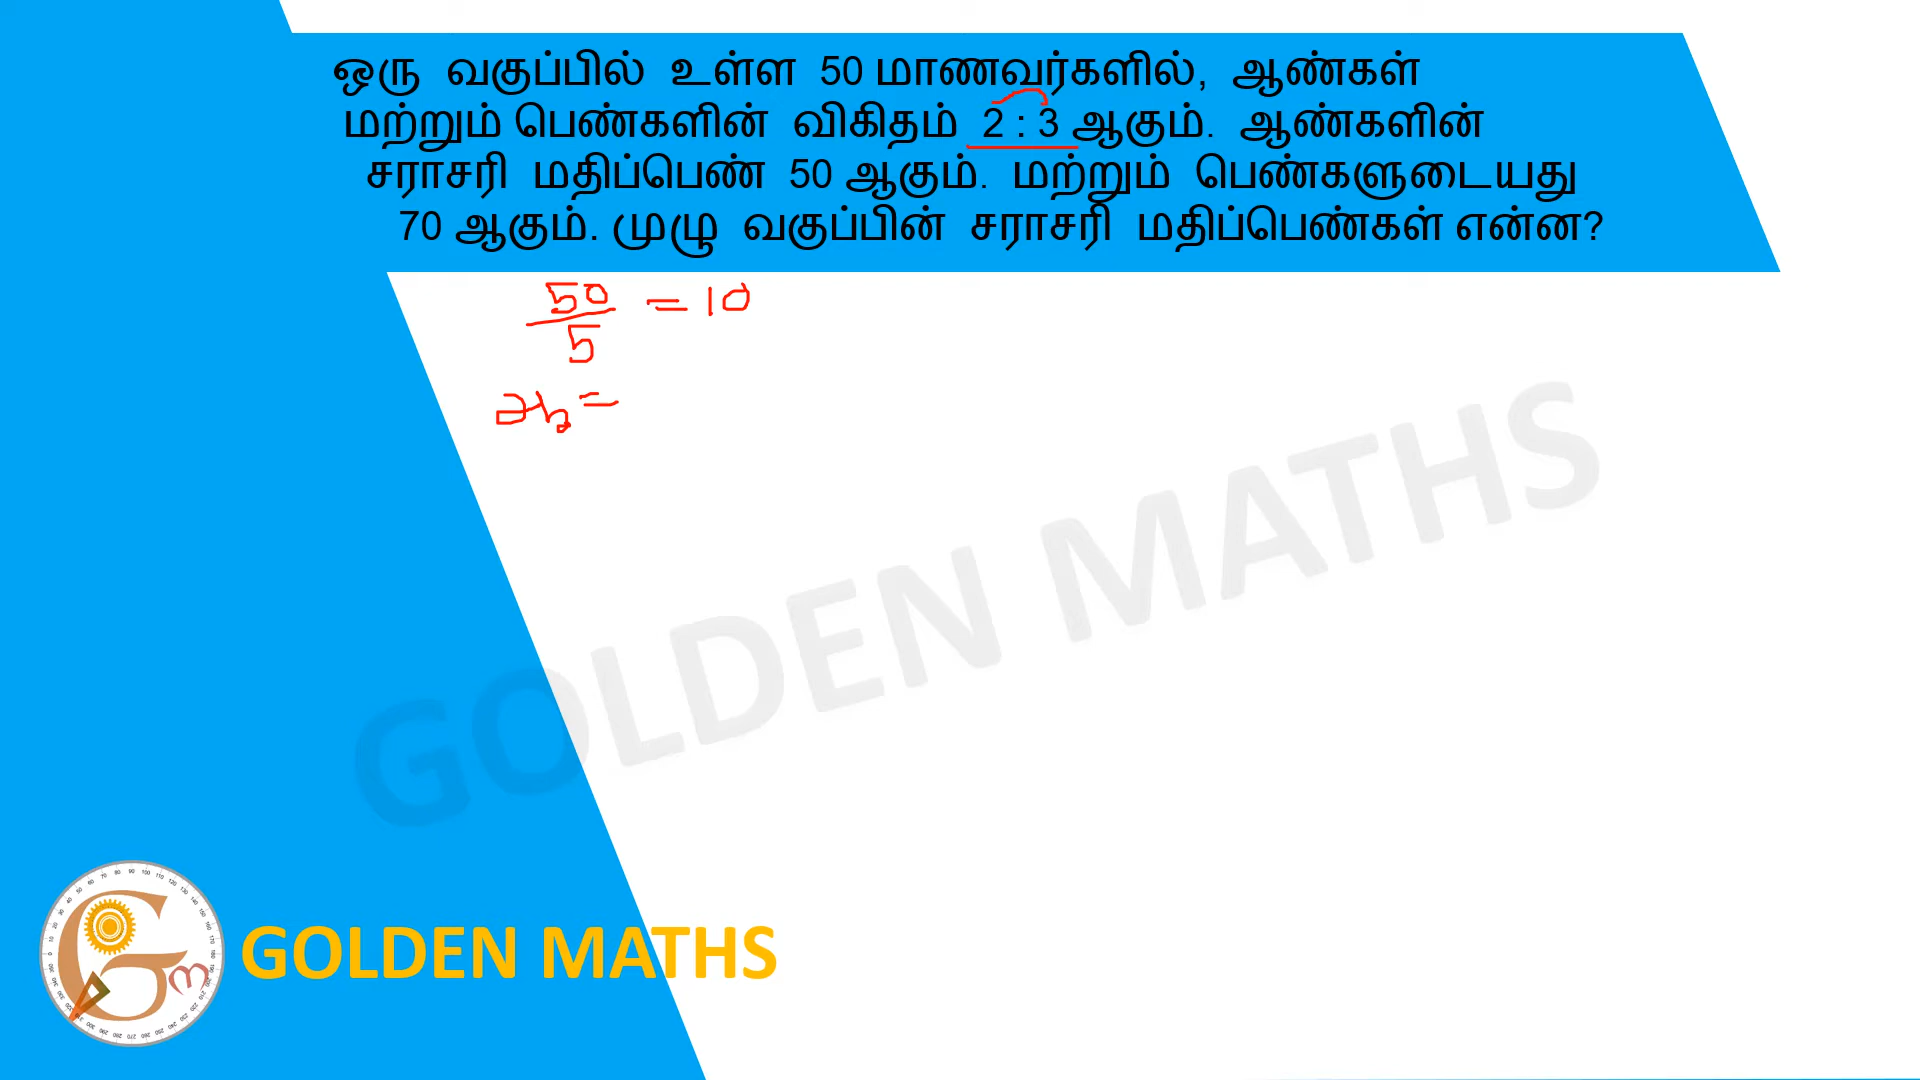 ஒரு வகுப்பில் உள்ள 50 மாணவர்களில், ஆண்கள்
மற்றும் பெண்களின் விகிதம் 2 : 3 ஆகும். ஆண்களின்
சராசரி மதிப்பெண் 50 ஆகும். மற்றும் பெண்களுடையது
70 ஆகும். முழு வகுப்பின் சராசரி மதிப்பெண்கள் என்ன?
50
5
= 10
GOLDEN MATHS
GOLDEN MATHS